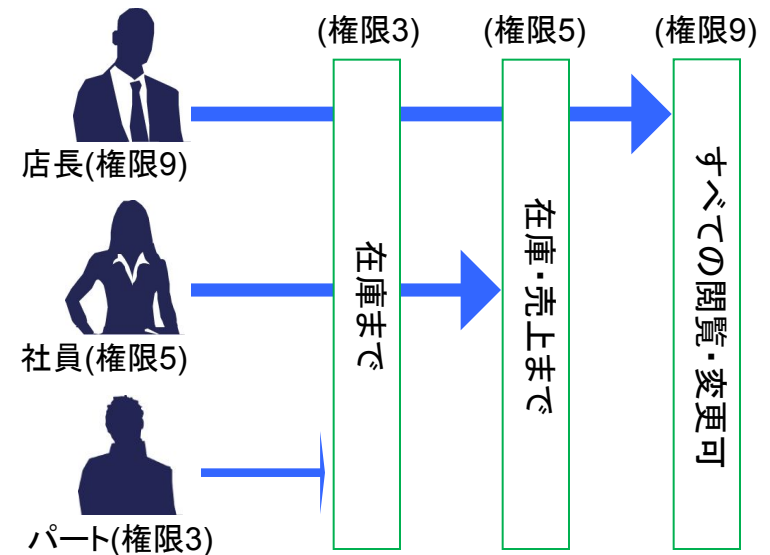 (権限3)
(権限5)
(権限9)
店長(権限9)
社員(権限5)
パート(権限3)
在庫まで
在庫・売上まで
すべての閲覧・変更可